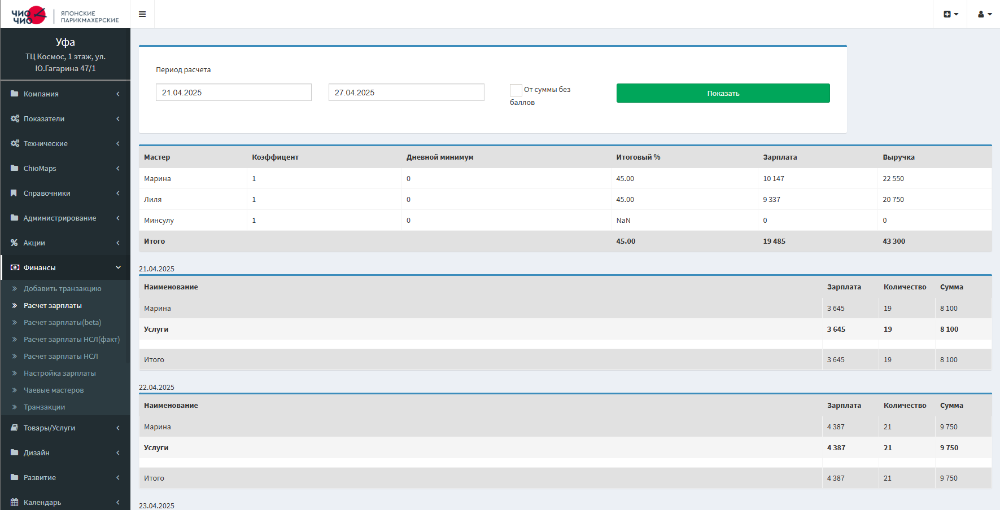 ЧИО ЧИО
ЯПОНСКИЕ
ПАРИКМАХЕРСКИЕ
Уфа
ТЦ Космос, 1 этаж, ул.
Ю.Гагарина 47/1
Компания
Показатели
Технические
ChioMaps
Справочники
Администрирование
Акции
Финансы
Добавить транзакцию
Расчет зарплаты
Расчет зарплаты(beta)
Расчет зарплаты НСЛ(факт)
Расчет зарплаты НСЛ
Настройка зарплаты
Чаевые мастеров
Транзакции
Товары/Услуги
Дизайн
Развитие
Календарь
Период расчета
21.04.2025 27.04.2025 От суммы без баллов Показать
Мастер Коэффицент Дневной минимум Итоговый % Зарплата Выручка
Марина 1 0 45.00 10 147 22 550
Лиля 1 0 45.00 9 337 20 750
Минсулу 1 0 NaN 0 0
Итого 45.00 19 485 43 300
21.04.2025
Наименование Зарплата Количество Сумма
Марина 3 645 19 8 100
Услуги 3 645 19 8 100
Итого 3 645 19 8 100
22.04.2025
Наименование Зарплата Количество Сумма
Марина 4 387 21 9 750
Услуги 4 387 21 9 750
Итого 4 387 21 9 750
23.04.2025